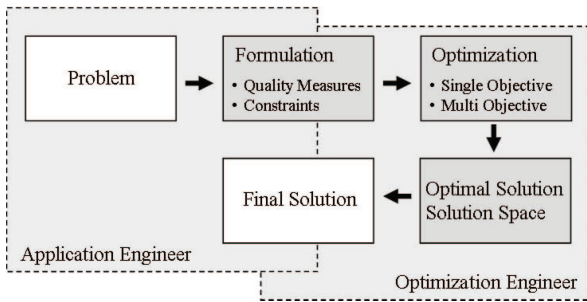 Problem
Formulation
• Quality Measures
• Constraints
Optimization
• Single Objective
• Multi Objective
Final Solution
Optimal Solution
Solution Space
Application Engineer
Optimization Engineer